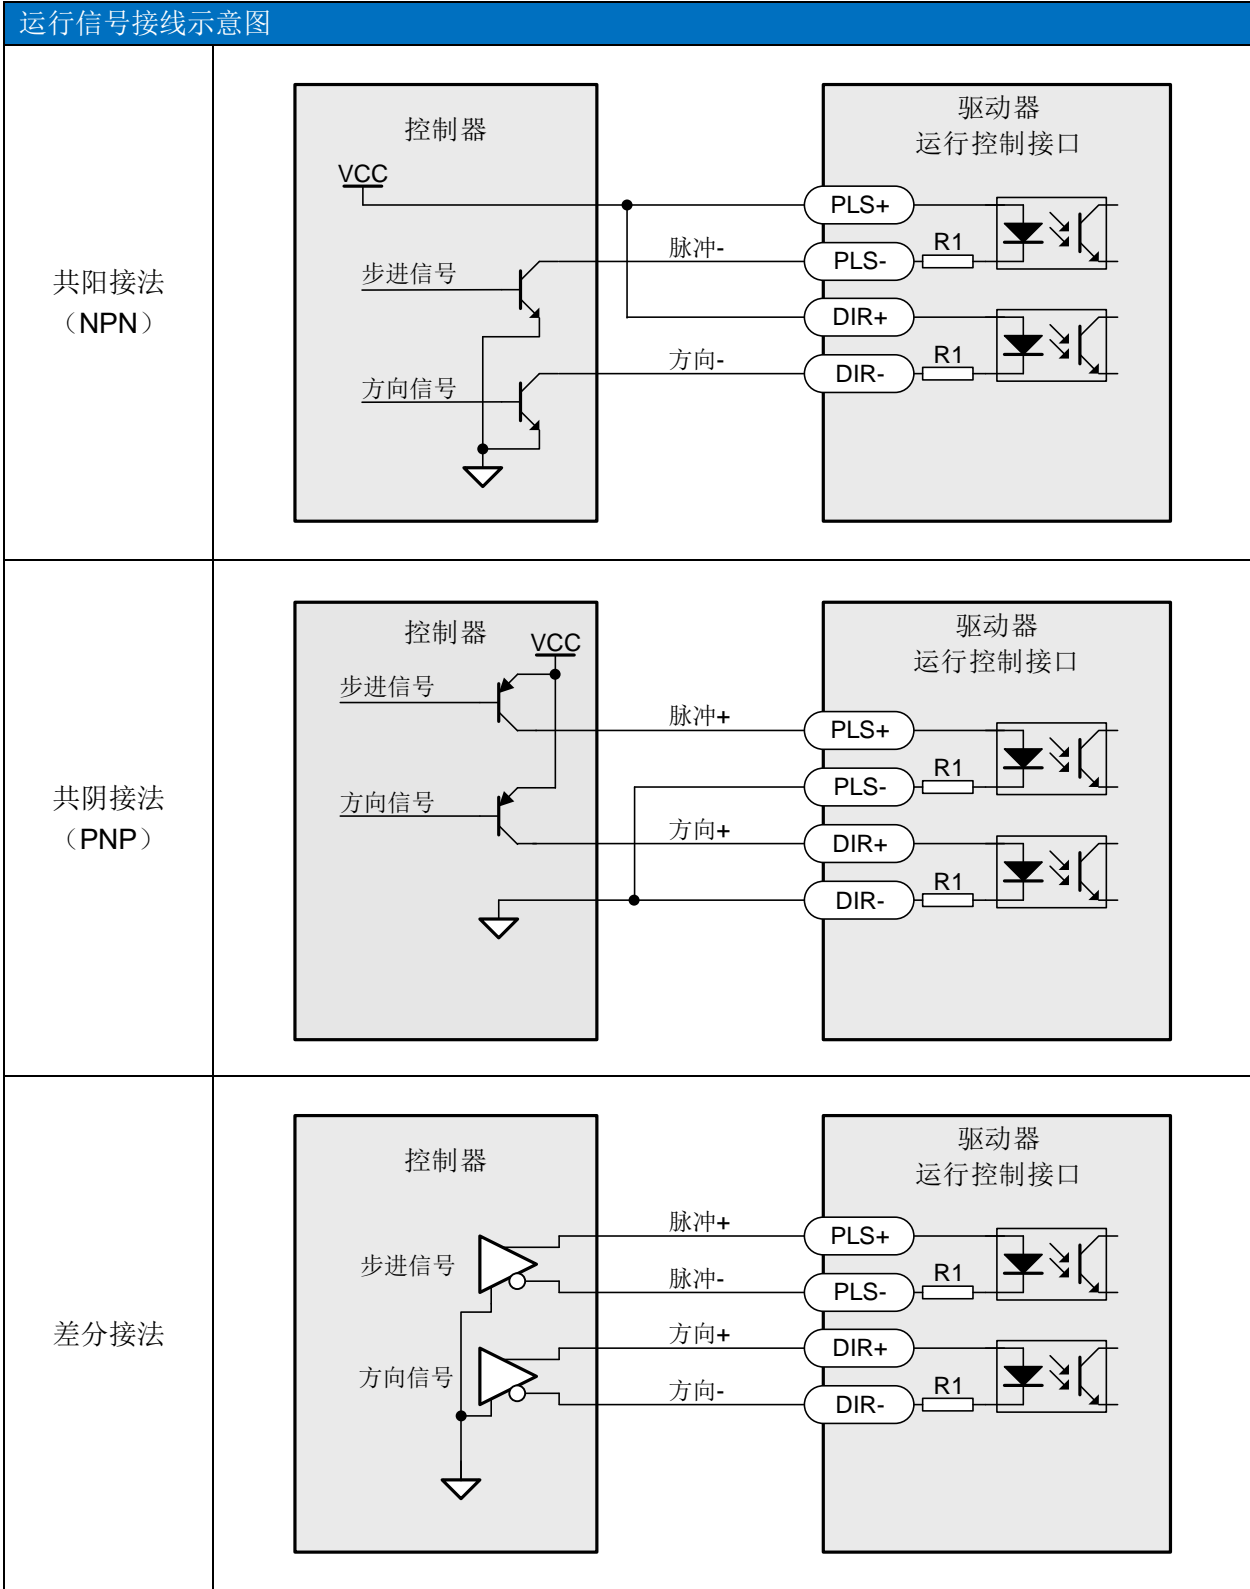 运行信号接线示意图
共阳接法
（NPN）
控制器
VCC
步进信号
方向信号
脉冲-
方向-
驱动器
运行控制接口
PLS+
PLS-
R1
DIR+
DIR-
R1
共阴接法
（PNP）
控制器
VCC
步进信号
方向信号
脉冲+
方向+
驱动器
运行控制接口
PLS+
PLS-
R1
DIR+
DIR-
R1
差分接法
控制器
步进信号
方向信号
脉冲+
脉冲-
方向+
方向-
驱动器
运行控制接口
PLS+
PLS-
R1
DIR+
DIR-
R1